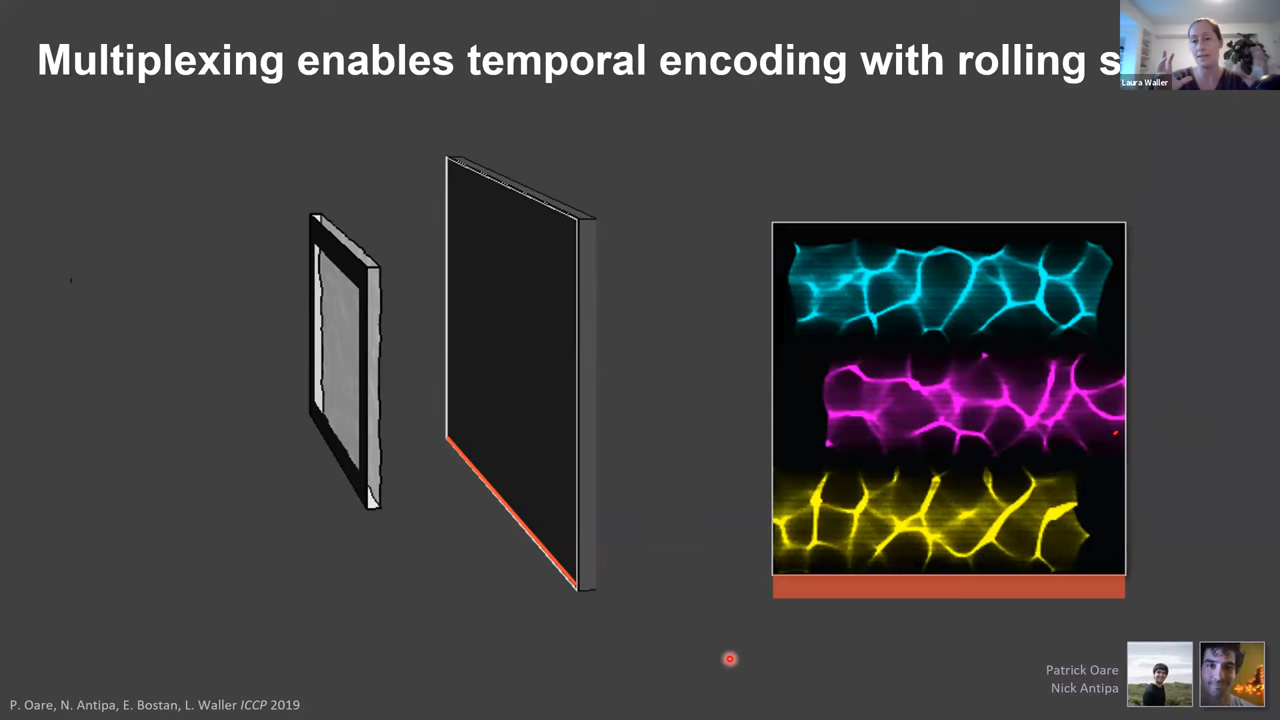 Multiplexing enables temporal encoding with rolling s
Laura Waller
Patrick Oare
Nick Antipa
P. Oare, N. Antipa, E. Bostan, L. Waller ICCP 2019